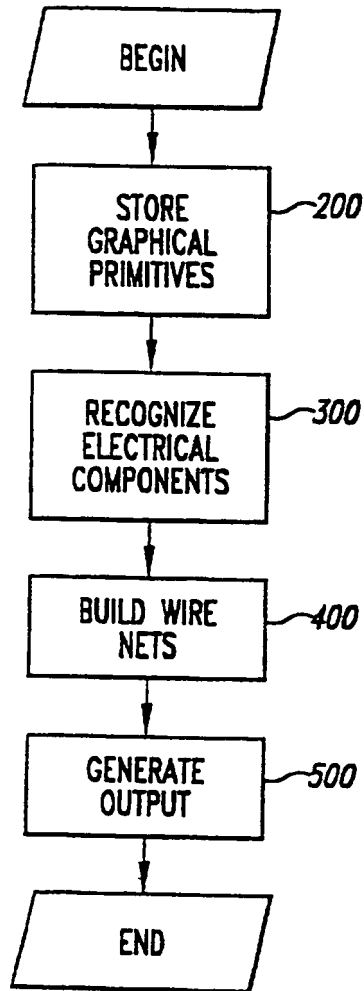 BEGIN
STORE 200
GRAPHICAL
PRIMITIVES
RECOGNIZE 300
ELECTRICAL
COMPONENTS
BUILD WIRE 400
NETS
GENERATE 500
OUTPUT
END